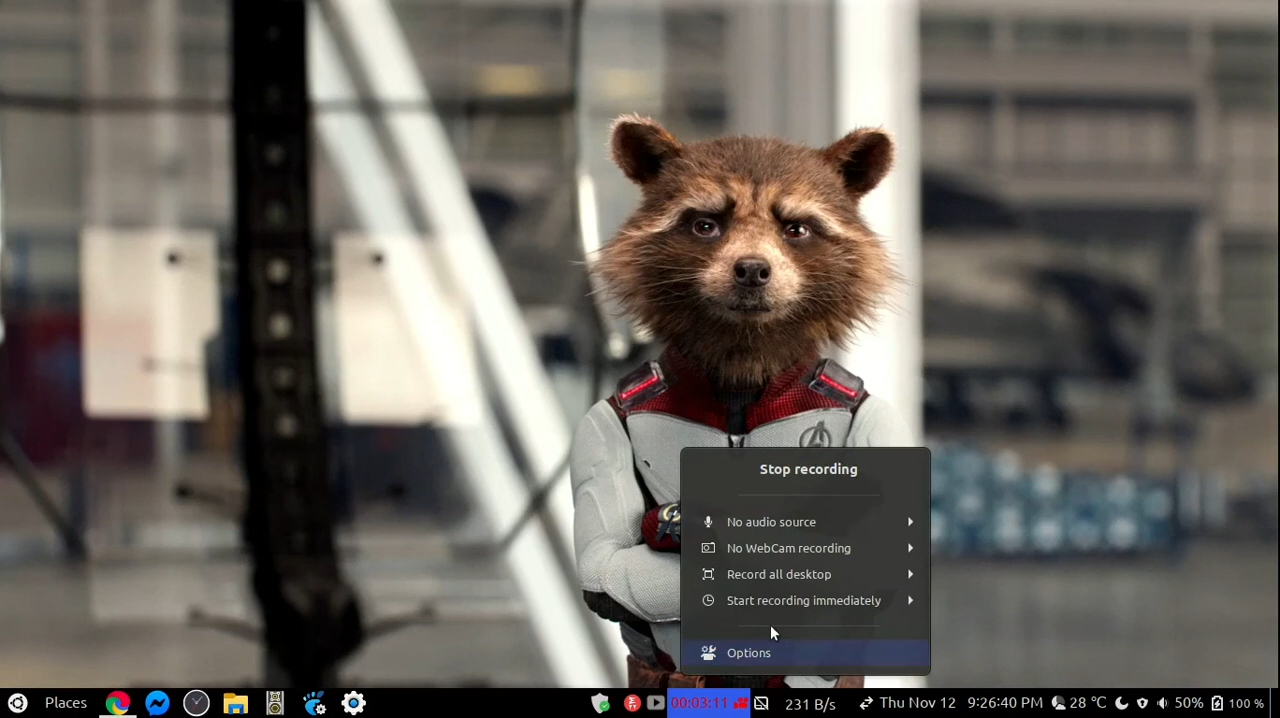 Stop recording
No audio source
No WebCam recording
Record all desktop
Start recording immediately
Options
Places 00:03:11 231 B/s Thu Nov 12 9:26:40 PM 28 °C 50% 100 %